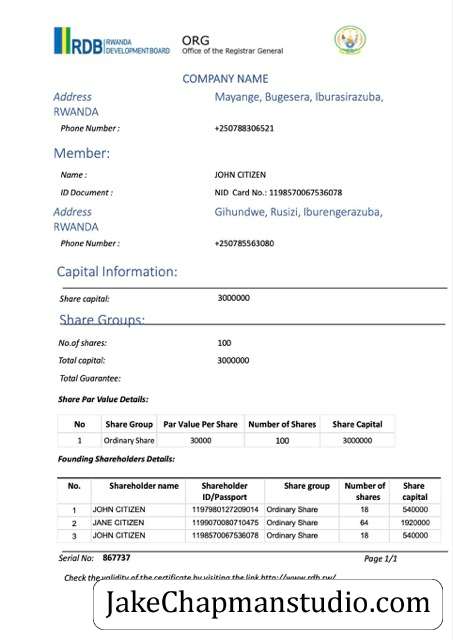 RDB RWANDA DEVELOPMENT BOARD
ORG
Office of the Registrar General
COMPANY NAME
Address Mayange, Bugesera, Iburasirazuba,
RWANDA
Phone Number : +250788306521
Member:
Name : JOHN CITIZEN
ID Document : NID Card No.: 1198570067536078
Address Gihundwe, Rusizi, Iburengerazuba,
RWANDA
Phone Number : +250785563080
Capital Information:
Share capital: 3000000
Share Groups:
No.of shares: 100
Total capital: 3000000
Total Guarantee:
Share Par Value Details:
No Share Group Par Value Per Share Number of Shares Share Capital
1 Ordinary Share 30000 100 3000000
Founding Shareholders Details:
No. Shareholder name Shareholder ID/Passport Share group Number of shares Share capital
1 JOHN CITIZEN 1197980127209014 Ordinary Share 18 540000
2 JANE CITIZEN 1199070080710475 Ordinary Share 64 1920000
3 JOHN CITIZEN 1198570067536078 Ordinary Share 18 540000
Serial No: 867737 Page 1/1
Check the validity of the certificate by visiting the link http://www.rdb.rw/
JakeChapmanstudio.com